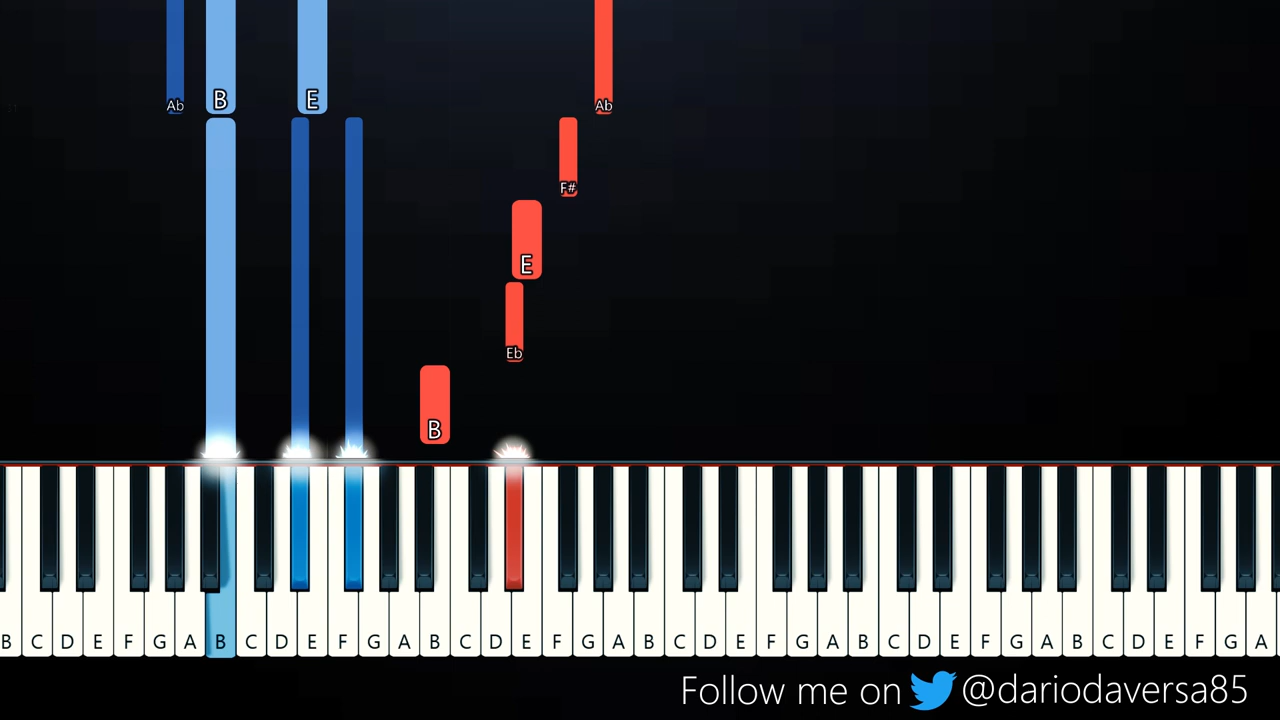 Ab B E Ab
F#
E
Eb
B
B C D E F G A B C D E F G A B C D E F G A B C D E F G A B C D E F G A B C D E F G A
Follow me on @dariodaversa85